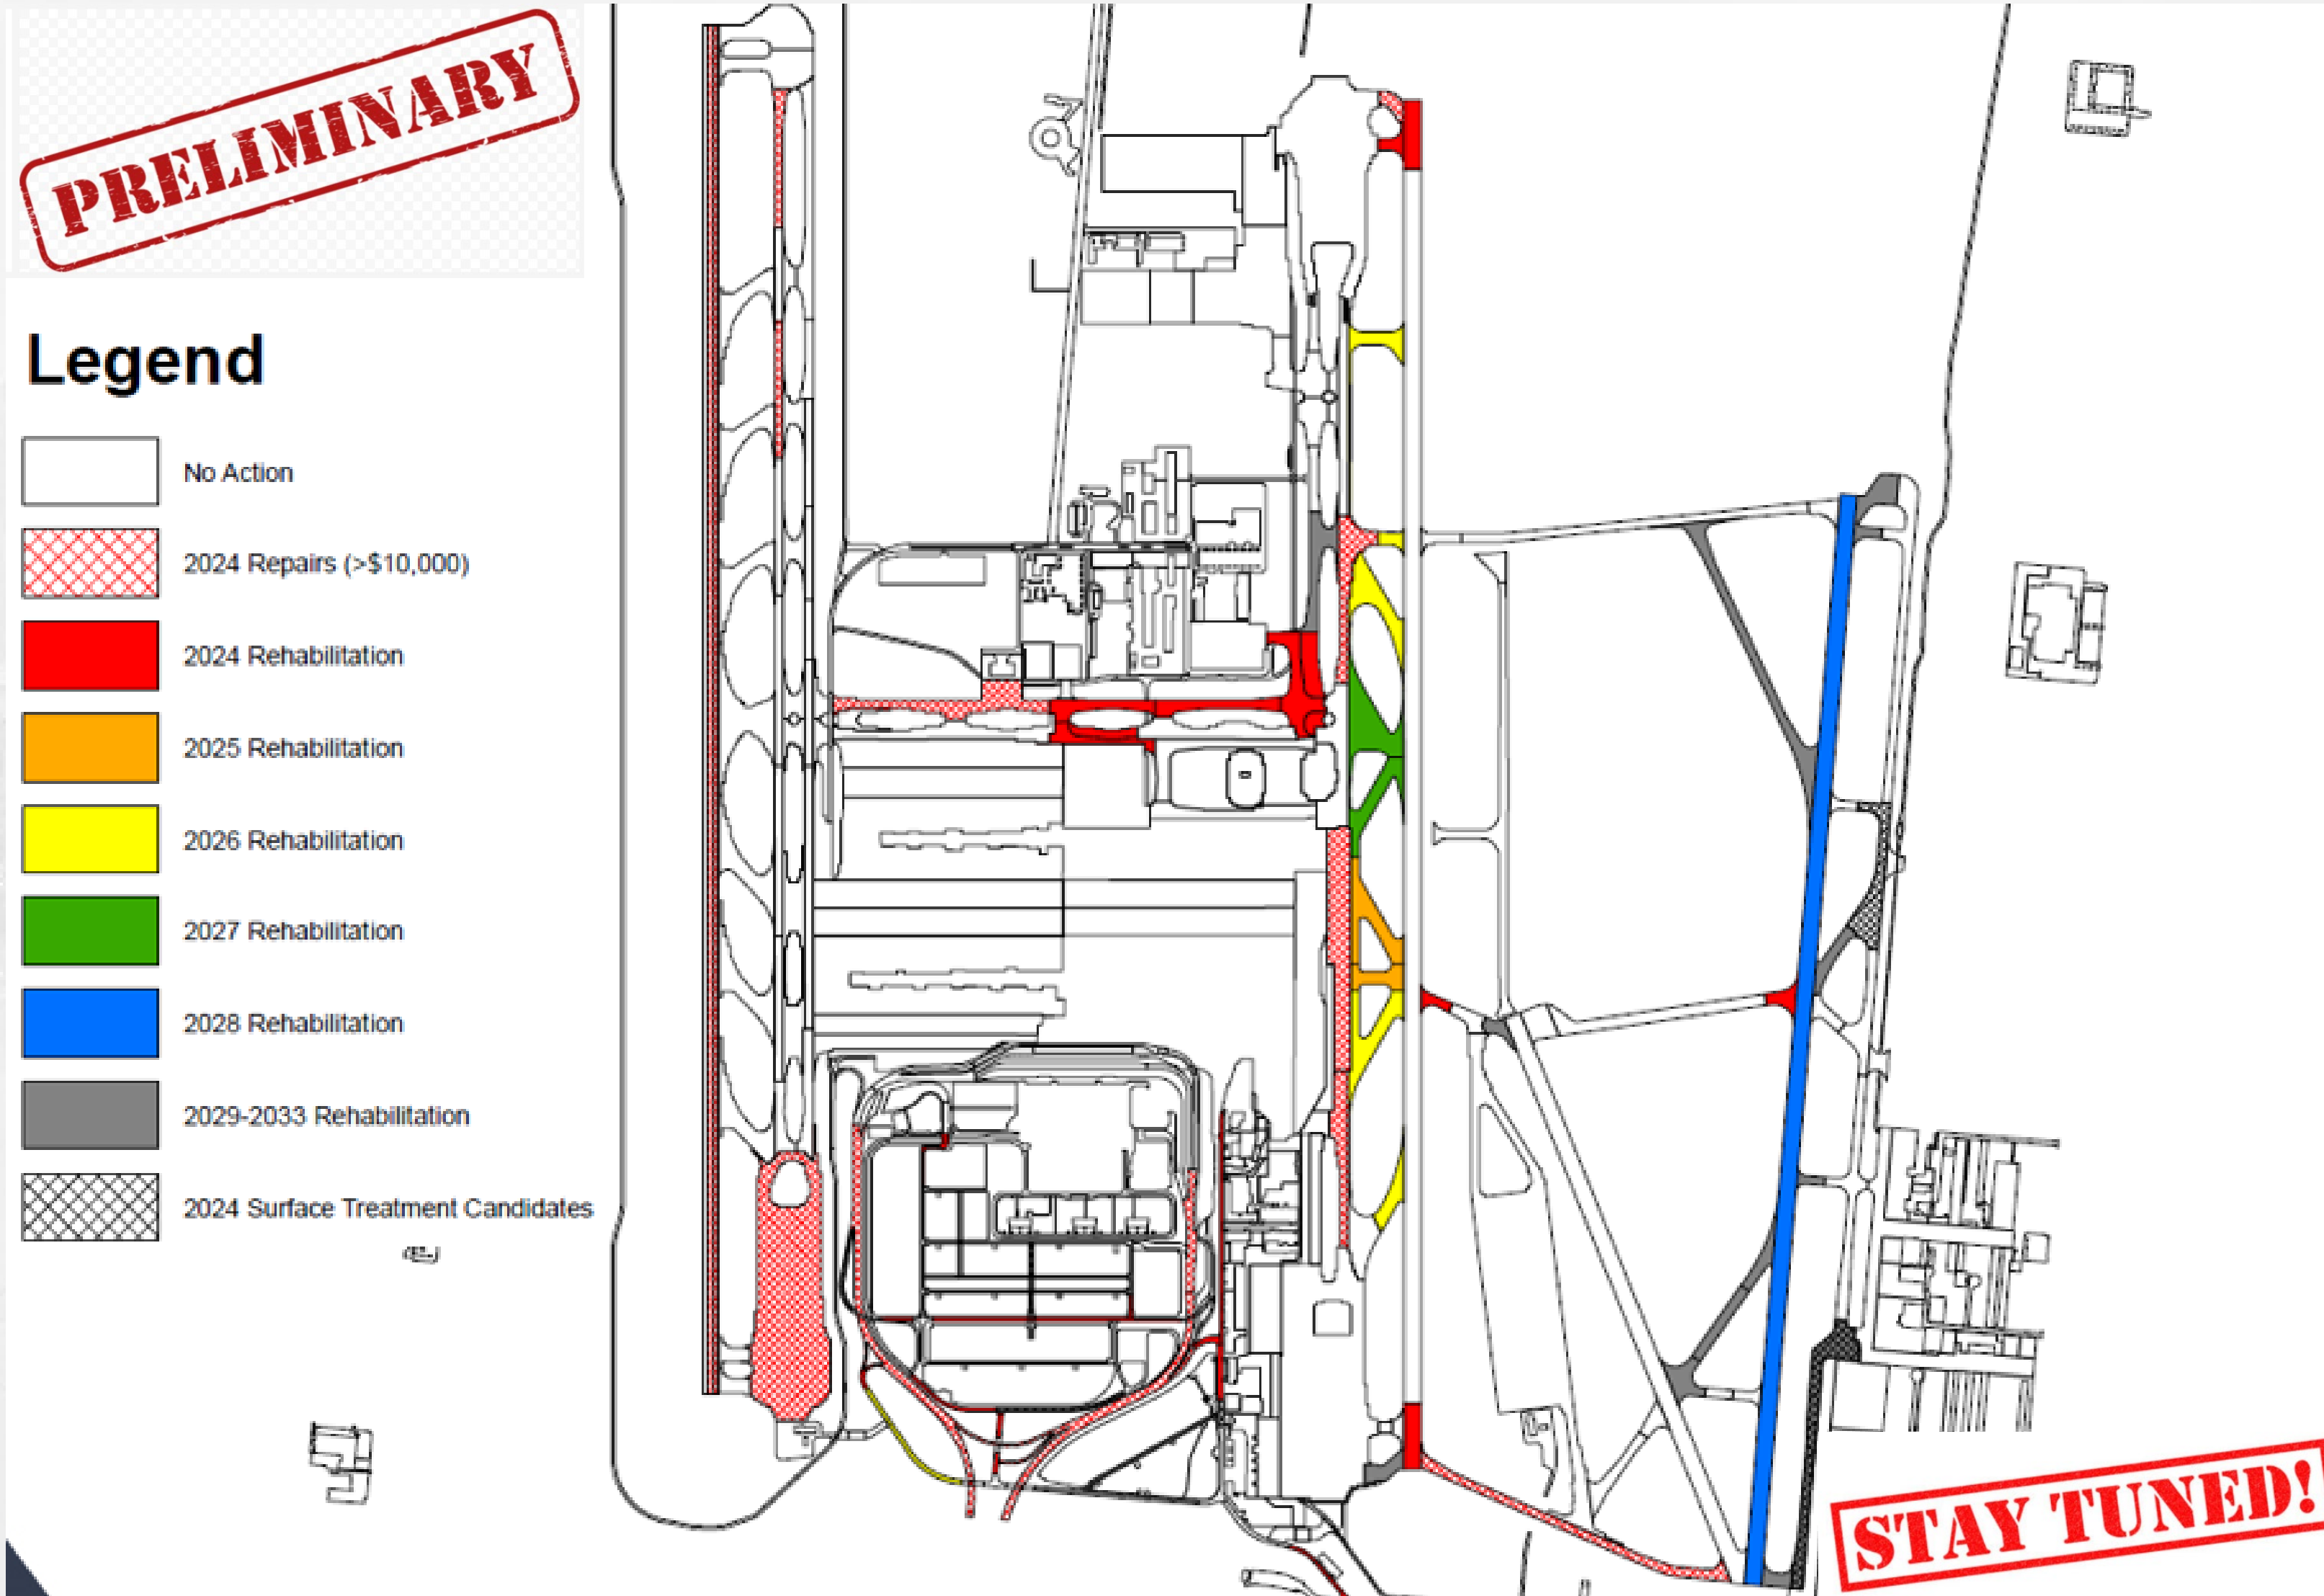 PRELIMINARY
Legend
No Action
2024 Repairs (>$10,000)
2024 Rehabilitation
2025 Rehabilitation
2026 Rehabilitation
2027 Rehabilitation
2028 Rehabilitation
2029-2033 Rehabilitation
2024 Surface Treatment Candidates
STAY TUNED!